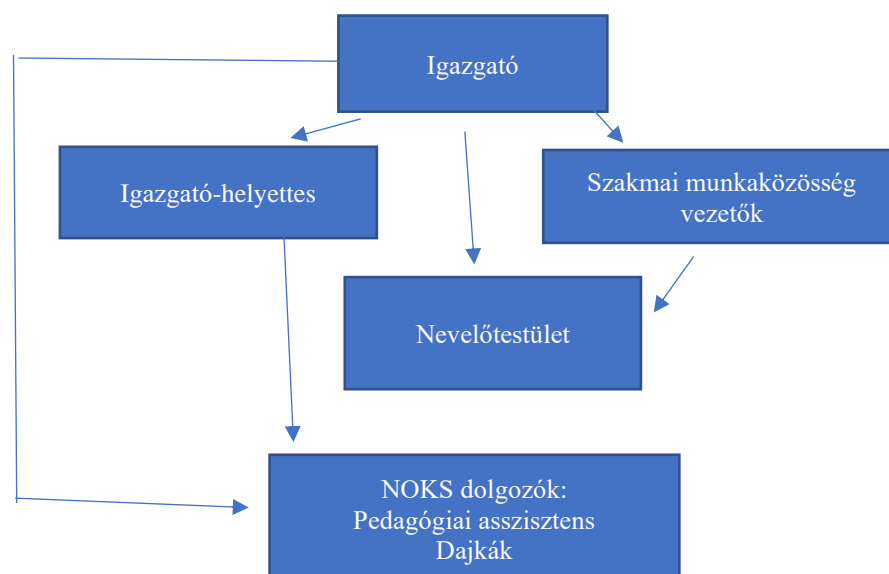 Igazgató
Igazgató-helyettes
Szakmai munkaközösség
vezetők
Nevelőtestület
NOKS dolgozók:
Pedagógiai asszisztens
Dajkák